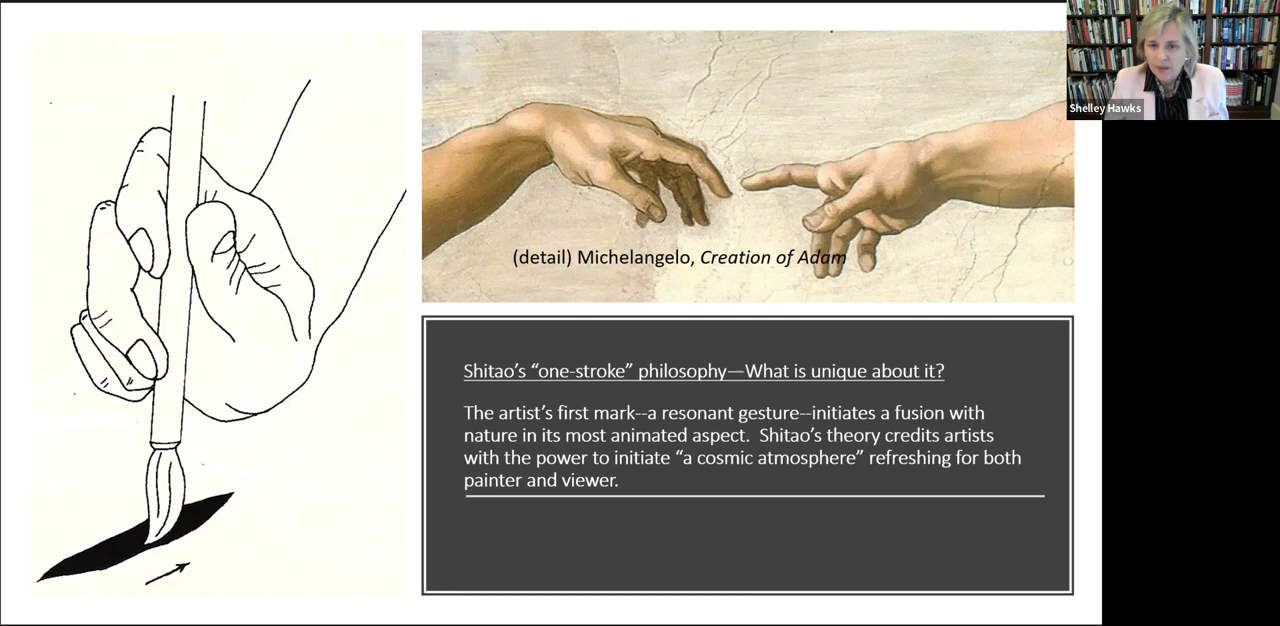 Shelley Hawks
(detail) Michelangelo, Creation of Adam
Shitao’s “one-stroke” philosophy—What is unique about it?
The artist’s first mark--a resonant gesture--initiates a fusion with
nature in its most animated aspect.  Shitao’s theory credits artists
with the power to initiate “a cosmic atmosphere” refreshing for both
painter and viewer.